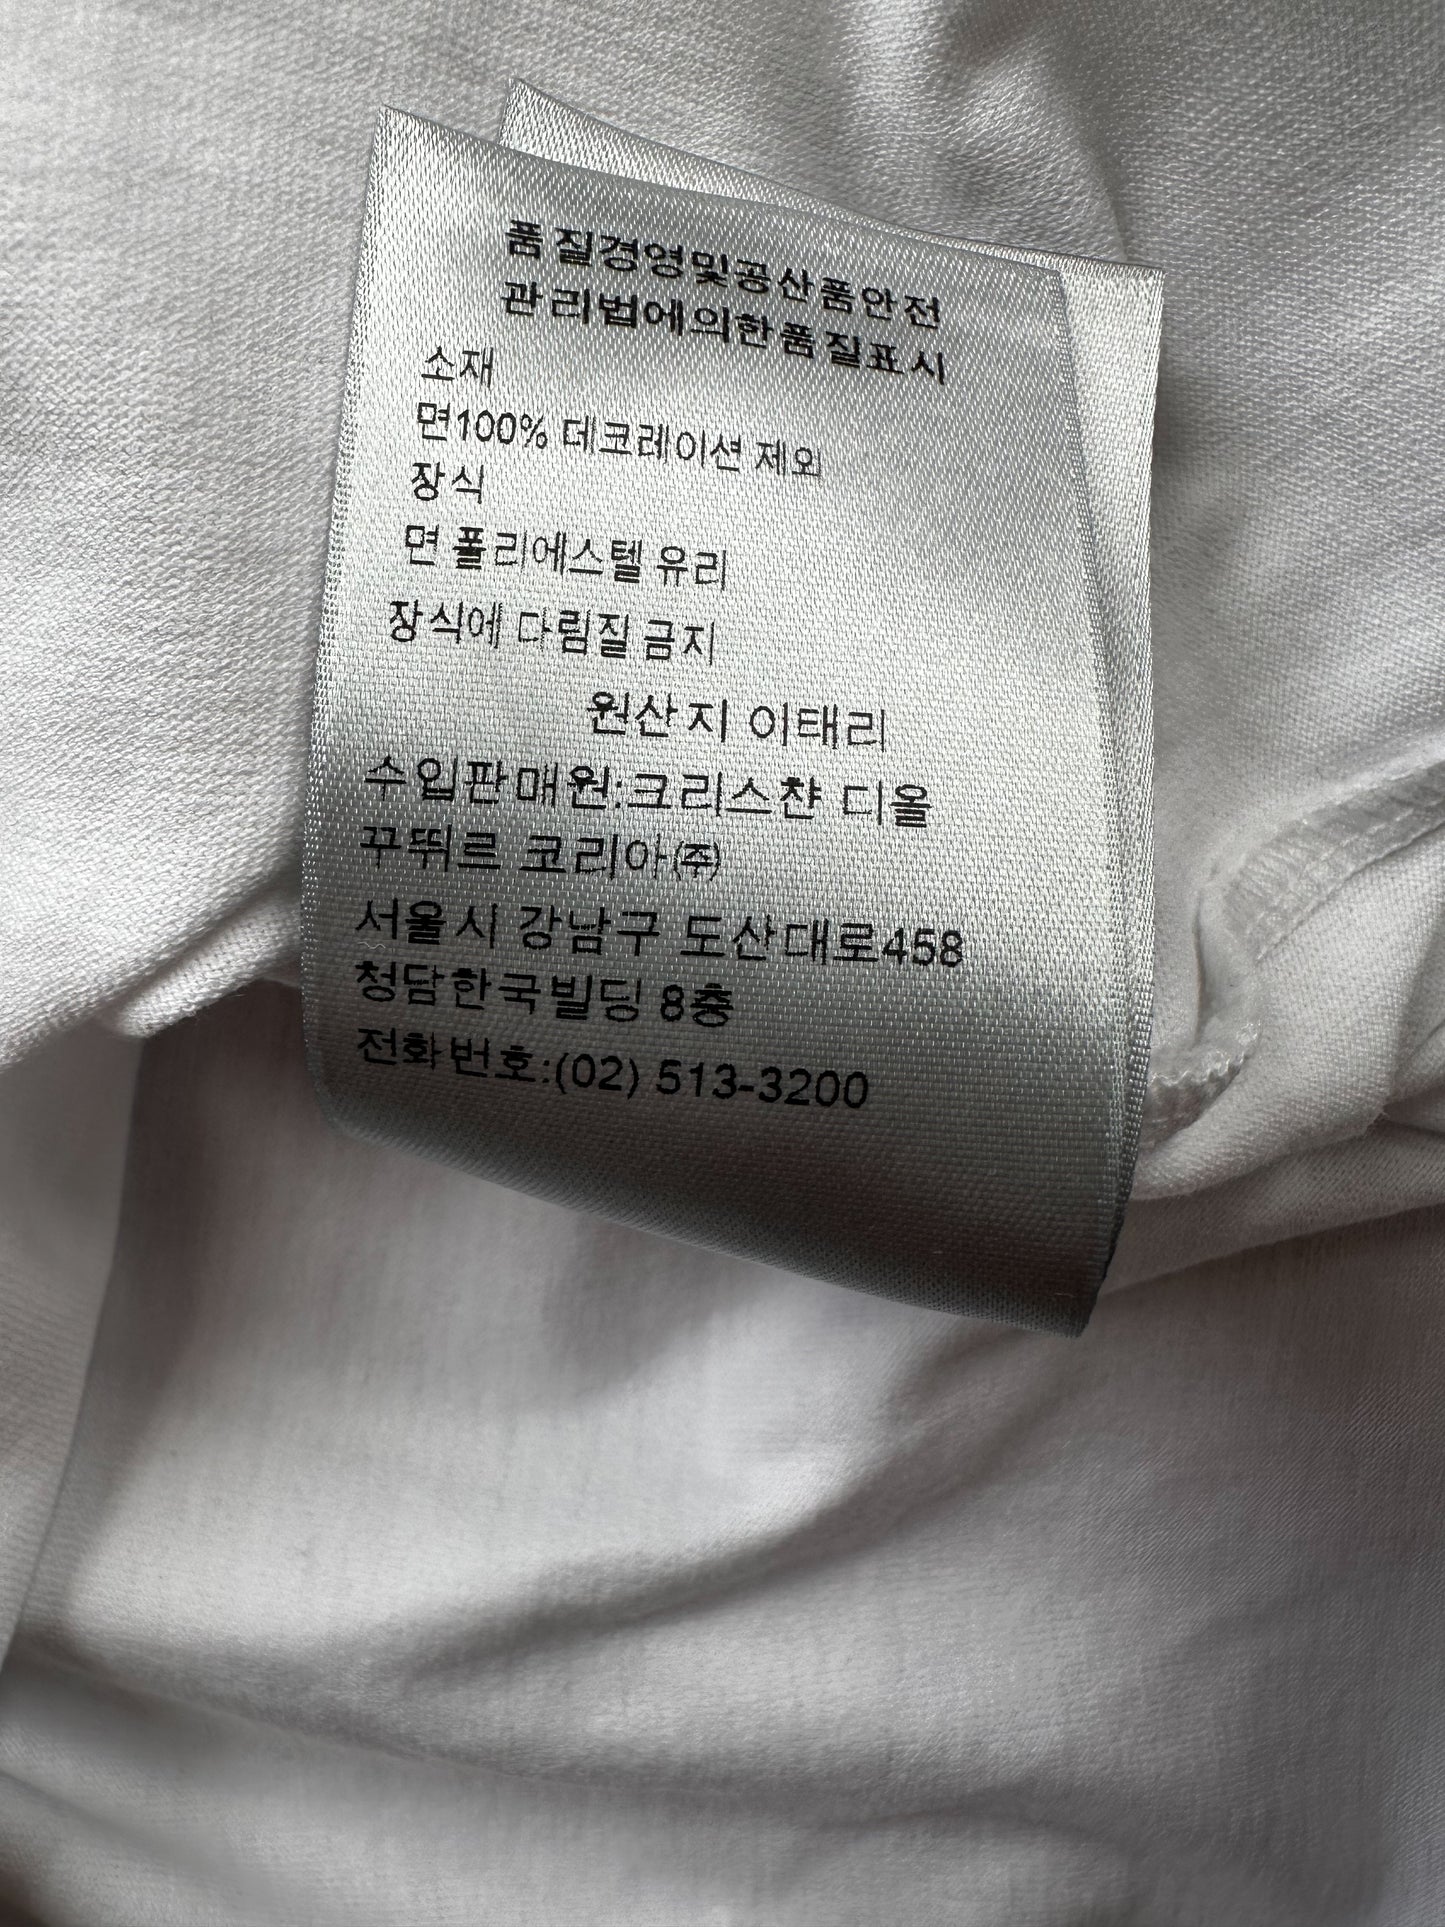 품질경영및공산품안전
관리법에의한품질표시
소재
면100% 데코레이션 제외
장식
면 폴리에스텔 유리
장식에 다림질 금지
원산지 이태리
수입판매원:크리스챤 디올
꾸뛰르 코리아㈜
서울시 강남구 도산대로458
청담한국빌딩 8층
전화번호:(02) 513-3200